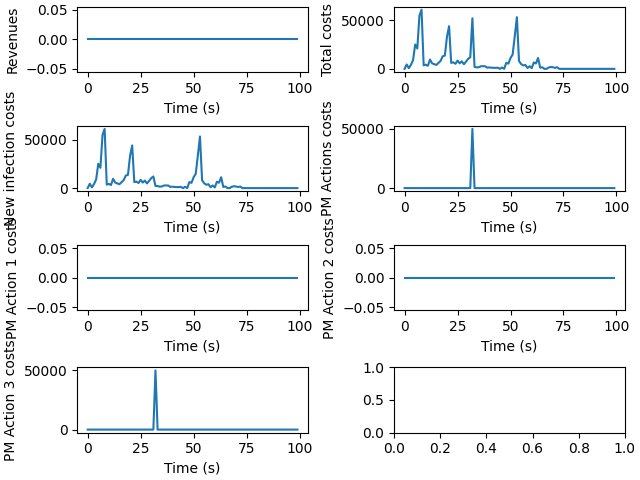 Revenues
0.05
0.00
−0.05
0 25 50 75 100
Time (s)
Total costs
50000
0
0 25 50 75 100
Time (s)
New infection costs
50000
0
0 25 50 75 100
Time (s)
PM Actions costs
50000
0
0 25 50 75 100
Time (s)
PM Action 1 costs
0.05
0.00
−0.05
0 25 50 75 100
Time (s)
PM Action 2 costs
0.05
0.00
−0.05
0 25 50 75 100
Time (s)
PM Action 3 costs
50000
0
0 25 50 75 100
Time (s)
1.0
0.5
0.0
0.0 0.2 0.4 0.6 0.8 1.0